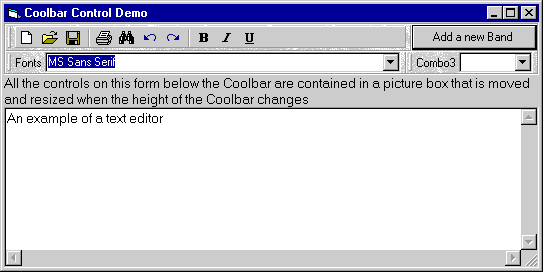 Coolbar Control Demo
B I U Add a new Band
Fonts MS Sans Serif Combo3
All the controls on this form below the Coolbar are contained in a picture box that is moved
and resized when the height of the Coolbar changes
An example of a text editor